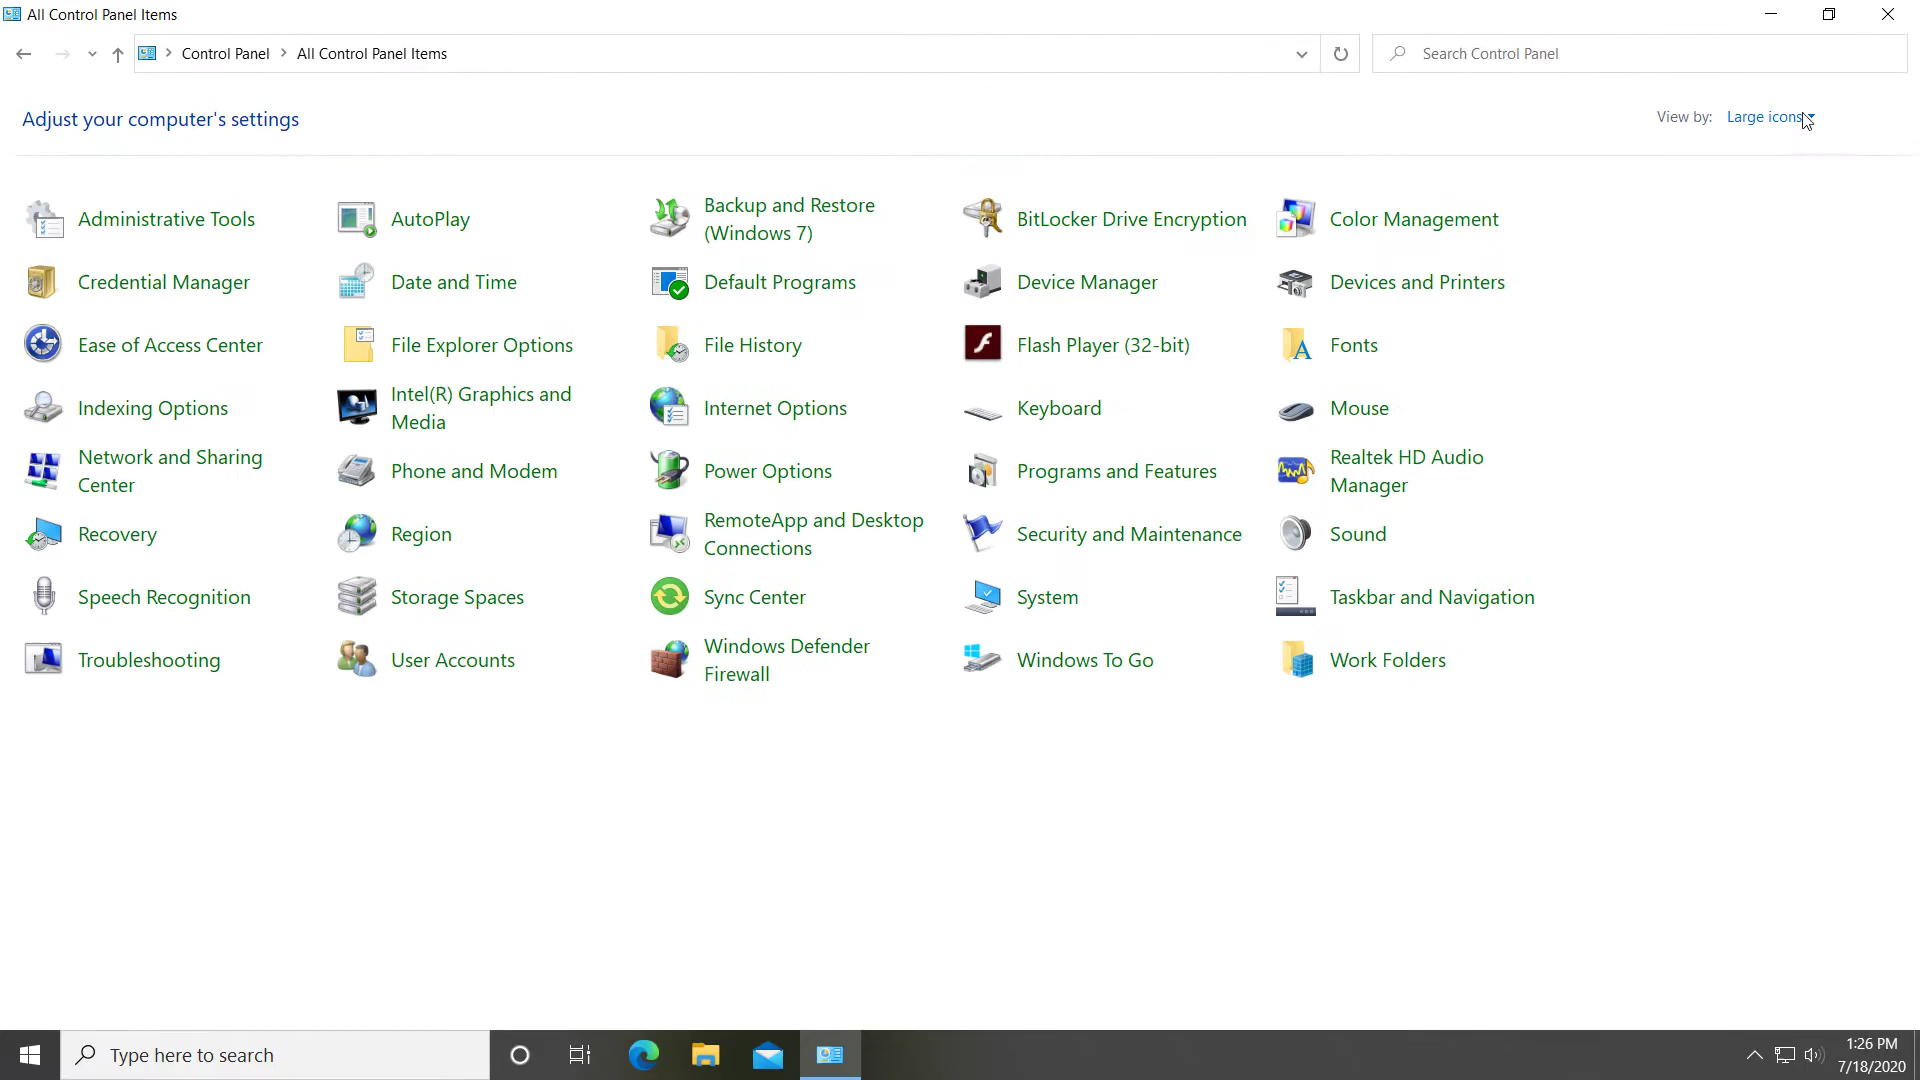 All Control Panel Items
Control Panel
All Control Panel Items
Search Control Panel
Adjust your computer's settings
View by:
Large icons
Administrative Tools
AutoPlay
Backup and Restore
(Windows 7)
BitLocker Drive Encryption
Color Management
Credential Manager
Date and Time
Default Programs
Device Manager
Devices and Printers
Ease of Access Center
File Explorer Options
File History
Flash Player (32-bit)
Fonts
Indexing Options
Intel(R) Graphics and
Media
Internet Options
Keyboard
Mouse
Network and Sharing
Center
Phone and Modem
Power Options
Programs and Features
Realtek HD Audio
Manager
Recovery
Region
RemoteApp and Desktop
Connections
Security and Maintenance
Sound
Speech Recognition
Storage Spaces
Sync Center
System
Taskbar and Navigation
Troubleshooting
User Accounts
Windows Defender
Firewall
Windows To Go
Work Folders
Type here to search
1:26 PM
7/18/2020